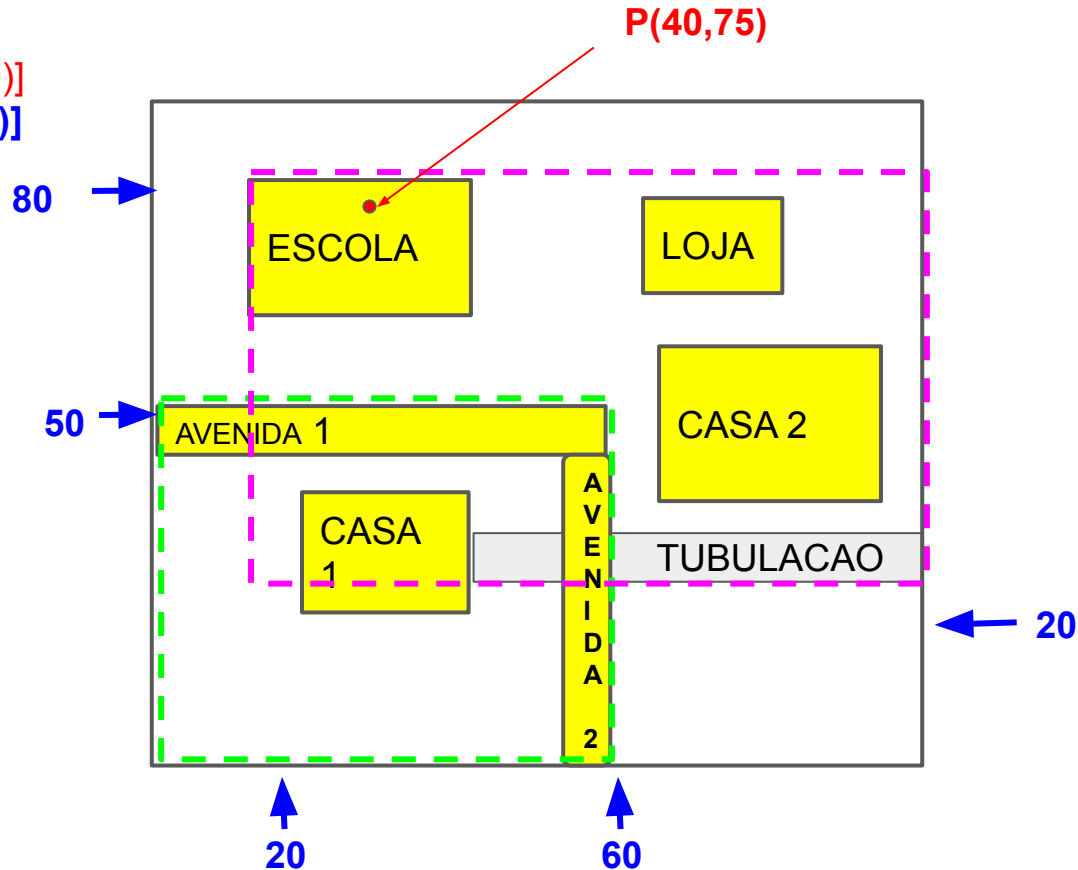 P(40,75)
)]
)]
80
ESCOLA
LOJA
50
AVENIDA 1
CASA 2
CASA
1
A
V
E
N
I
D
A
2
TUBULACAO
20
20
60